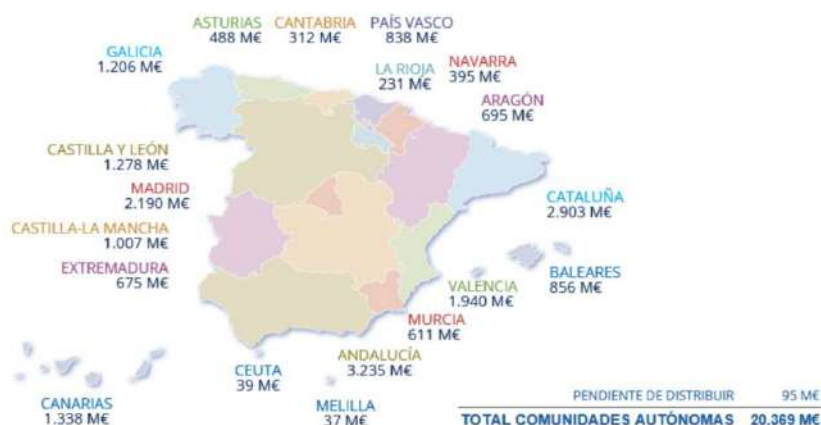 ASTURIAS
488 M€
CANTABRIA
312 M€
PAÍS VASCO
838 M€
GALICIA
1.206 M€
LA RIOJA
231 M€
NAVARRA
395 M€
ARAGÓN
695 M€
CASTILLA Y LEÓN
1.278 M€
MADRID
2.190 M€
CATALUÑA
2.903 M€
CASTILLA-LA MANCHA
1.007 M€
EXTREMADURA
675 M€
VALENCIA
1.940 M€
BALEARES
856 M€
MURCIA
611 M€
CEUTA
39 M€
ANDALUCÍA
3.235 M€
CANARIAS
1.338 M€
MELILLA
37 M€
PENDIENTE DE DISTRIBUIR 95 M€
TOTAL COMUNIDADES AUTÓNOMAS 20.369 M€